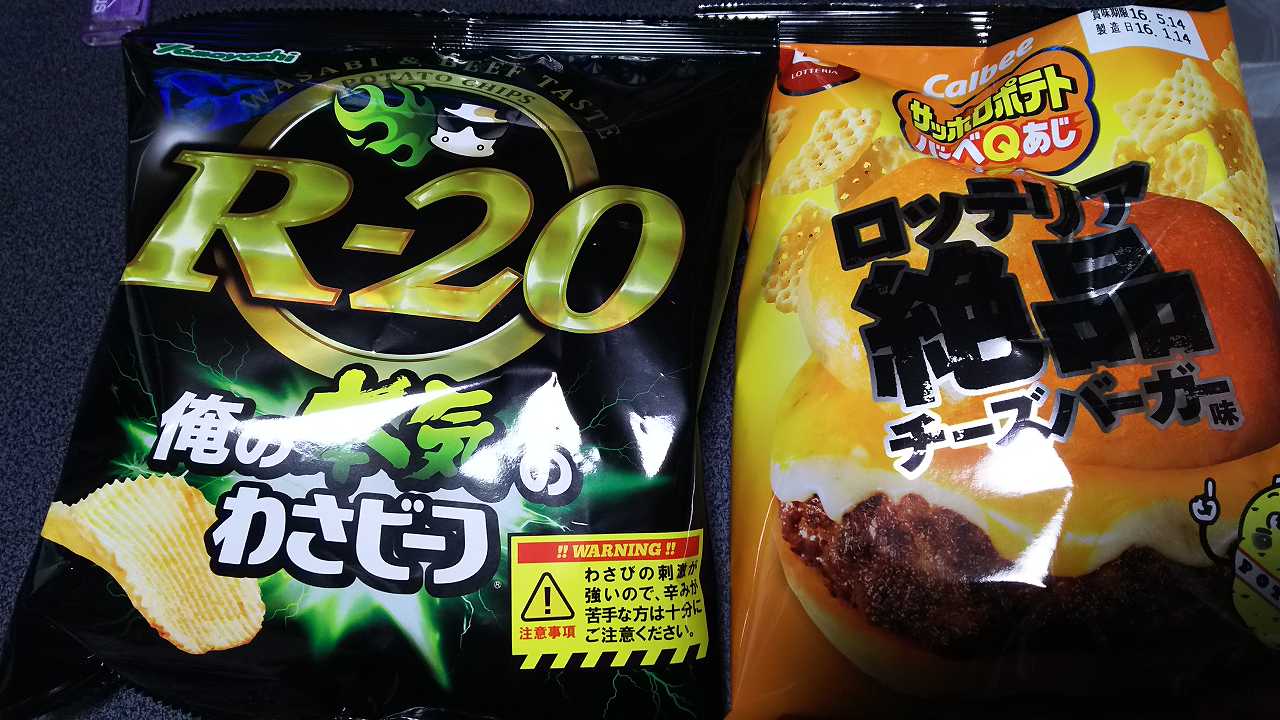 Yamayoshi
WASABI & BEEF TASTE
POTATO CHIPS
R-20
俺の本気の
わさビーフ
®
!! WARNING !!
注意事項
わさびの刺激が
強いので、辛みが
苦手な方は十分に
ご注意ください。
賞味期限16.5.14
製造日16.1.14
LOTTERIA
Calbee
サッポロポテト
バーベQあじ
ロッテリア
絶品
チーズバーガー味